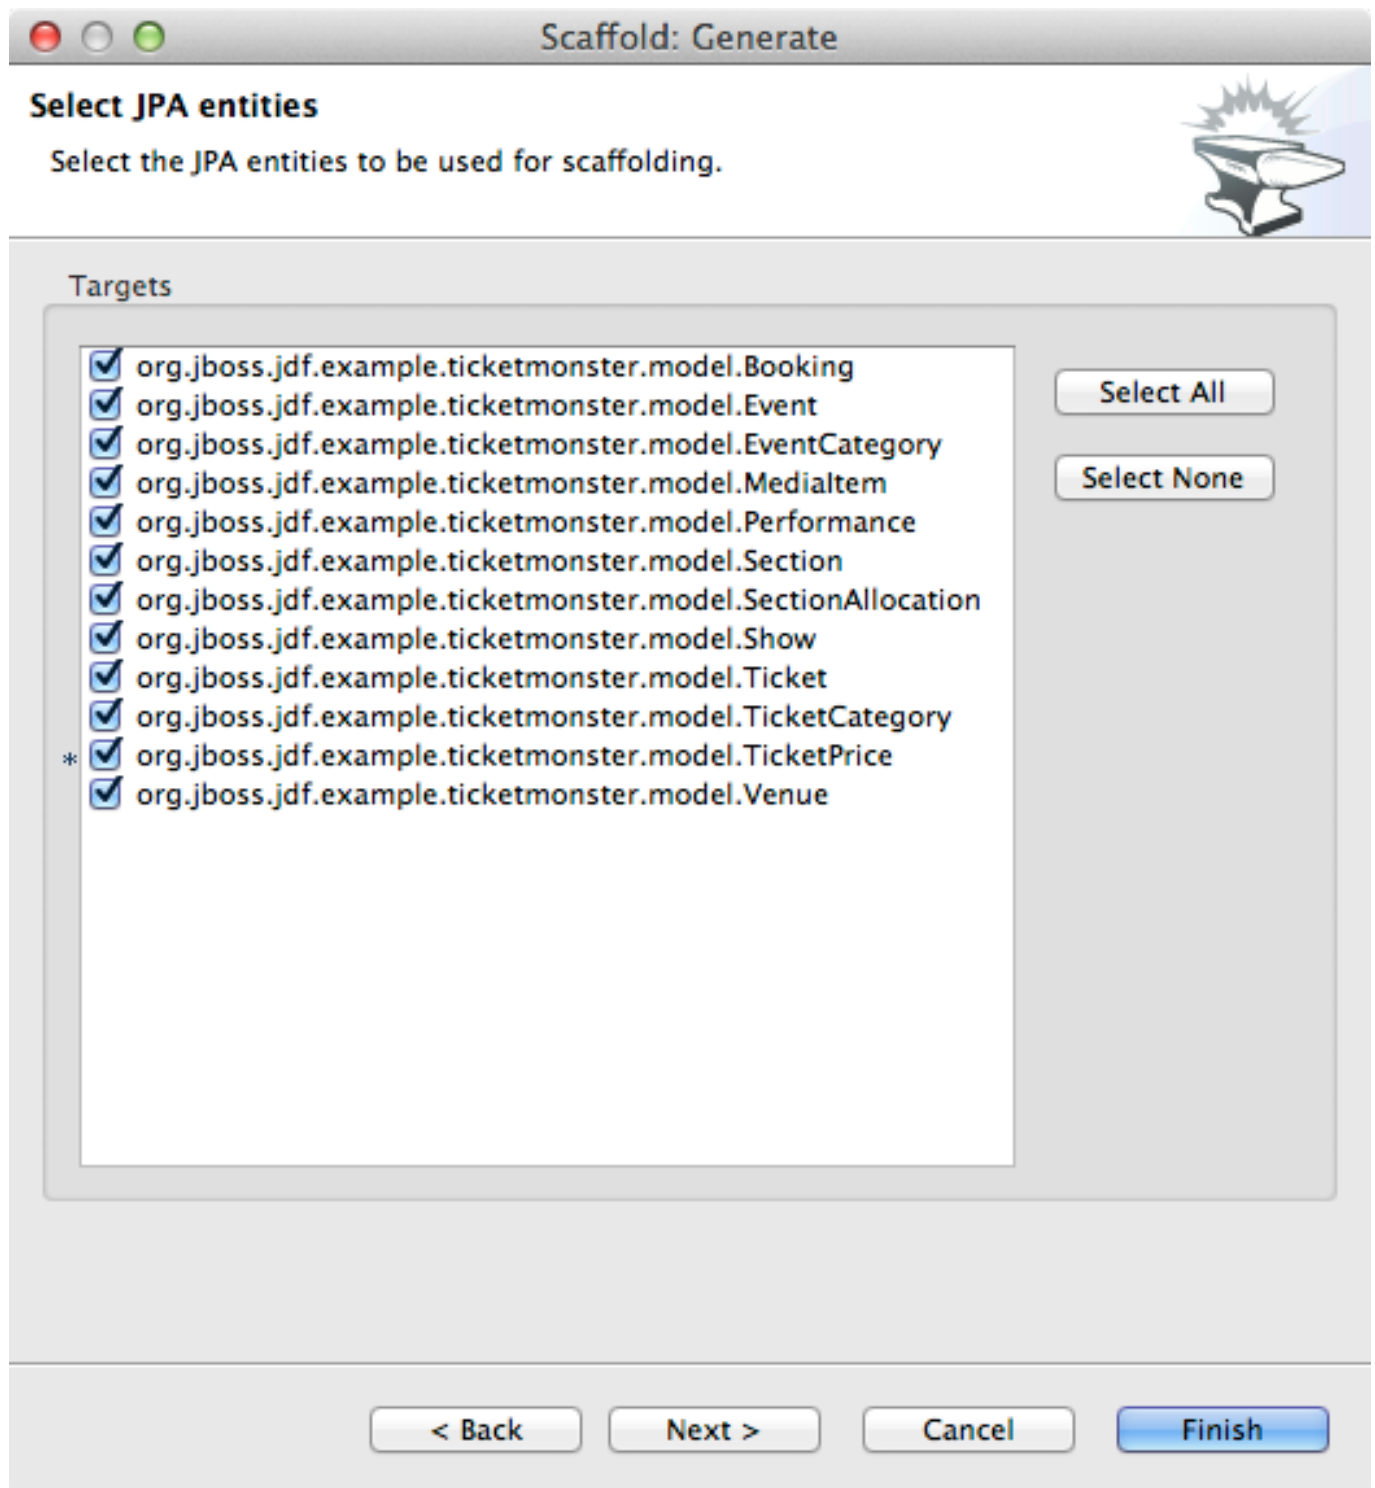 Scaffold: Generate
Select JPA entities
Select the JPA entities to be used for scaffolding.
Targets
org.jboss.jdf.example.ticketmonster.model.Booking
org.jboss.jdf.example.ticketmonster.model.Event
org.jboss.jdf.example.ticketmonster.model.EventCategory
org.jboss.jdf.example.ticketmonster.model.MediaItem
org.jboss.jdf.example.ticketmonster.model.Performance
org.jboss.jdf.example.ticketmonster.model.Section
org.jboss.jdf.example.ticketmonster.model.SectionAllocation
org.jboss.jdf.example.ticketmonster.model.Show
org.jboss.jdf.example.ticketmonster.model.Ticket
org.jboss.jdf.example.ticketmonster.model.TicketCategory
* org.jboss.jdf.example.ticketmonster.model.TicketPrice
org.jboss.jdf.example.ticketmonster.model.Venue
Select All
Select None
< Back
Next >
Cancel
Finish